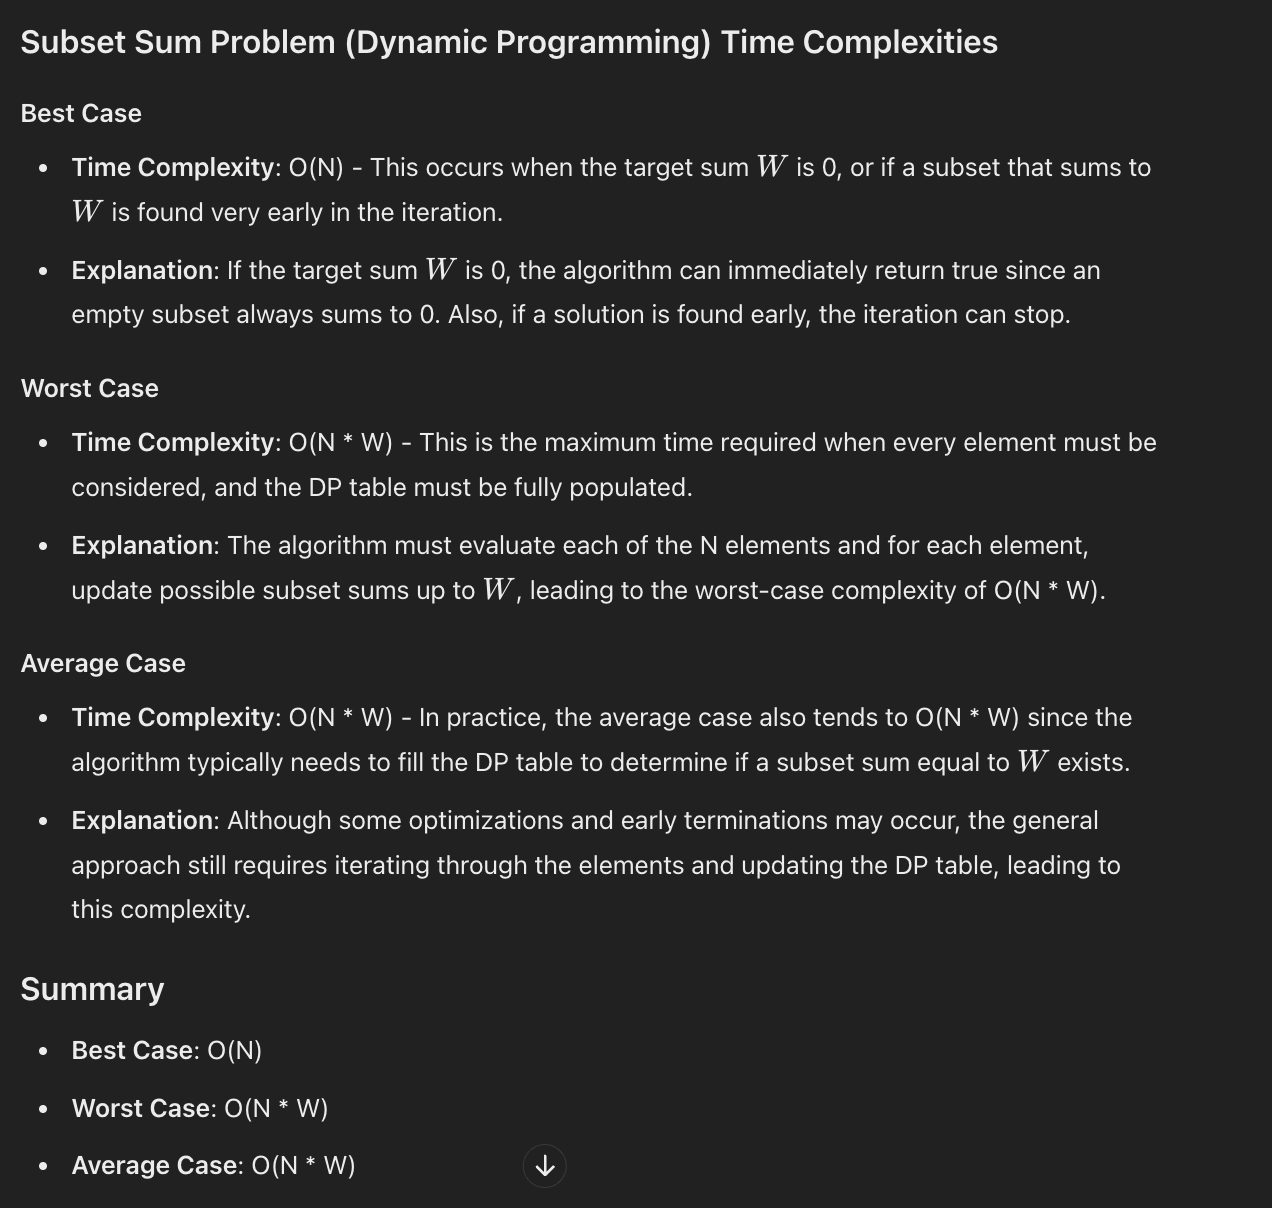 Subset Sum Problem (Dynamic Programming) Time Complexities
Best Case
• Time Complexity: O(N) - This occurs when the target sum W is 0, or if a subset that sums to
W is found very early in the iteration.
• Explanation: If the target sum W is 0, the algorithm can immediately return true since an
empty subset always sums to 0. Also, if a solution is found early, the iteration can stop.
Worst Case
• Time Complexity: O(N * W) - This is the maximum time required when every element must be
considered, and the DP table must be fully populated.
• Explanation: The algorithm must evaluate each of the N elements and for each element,
update possible subset sums up to W, leading to the worst-case complexity of O(N * W).
Average Case
• Time Complexity: O(N * W) - In practice, the average case also tends to O(N * W) since the
algorithm typically needs to fill the DP table to determine if a subset sum equal to W exists.
• Explanation: Although some optimizations and early terminations may occur, the general
approach still requires iterating through the elements and updating the DP table, leading to
this complexity.
Summary
• Best Case: O(N)
• Worst Case: O(N * W)
• Average Case: O(N * W)